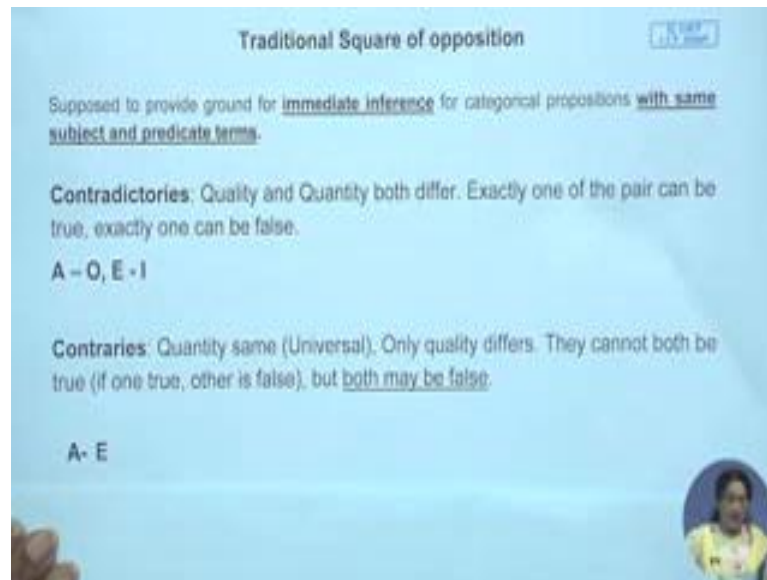 Traditional Square of opposition
Supposed to provide ground for immediate inference for categorical propositions with same
subject and predicate terms.
Contradictories: Quality and Quantity both differ. Exactly one of the pair can be
true, exactly one can be false.
A – O, E - I
Contraries: Quantity same (Universal). Only quality differs. They cannot both be
true (if one true, other is false), but both may be false.
A- E